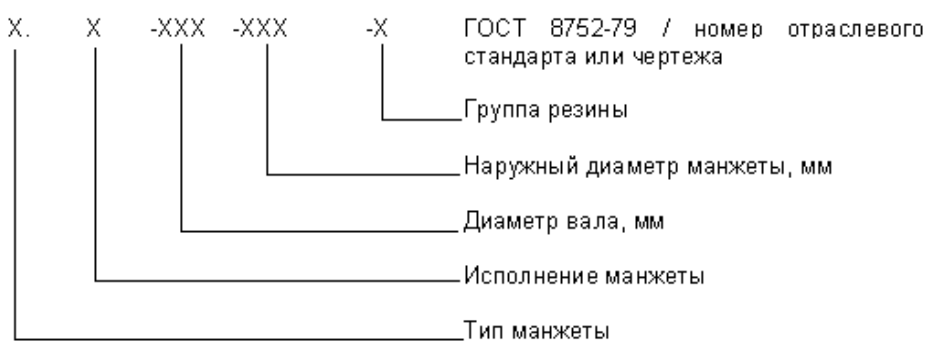 Х. Х -ХХХ -ХХХ -Х ГОСТ 8752-79 / номер отраслевого
стандарта или чертежа
Группа резины
Наружный диаметр манжеты, мм
Диаметр вала, мм
Исполнение манжеты
Тип манжеты